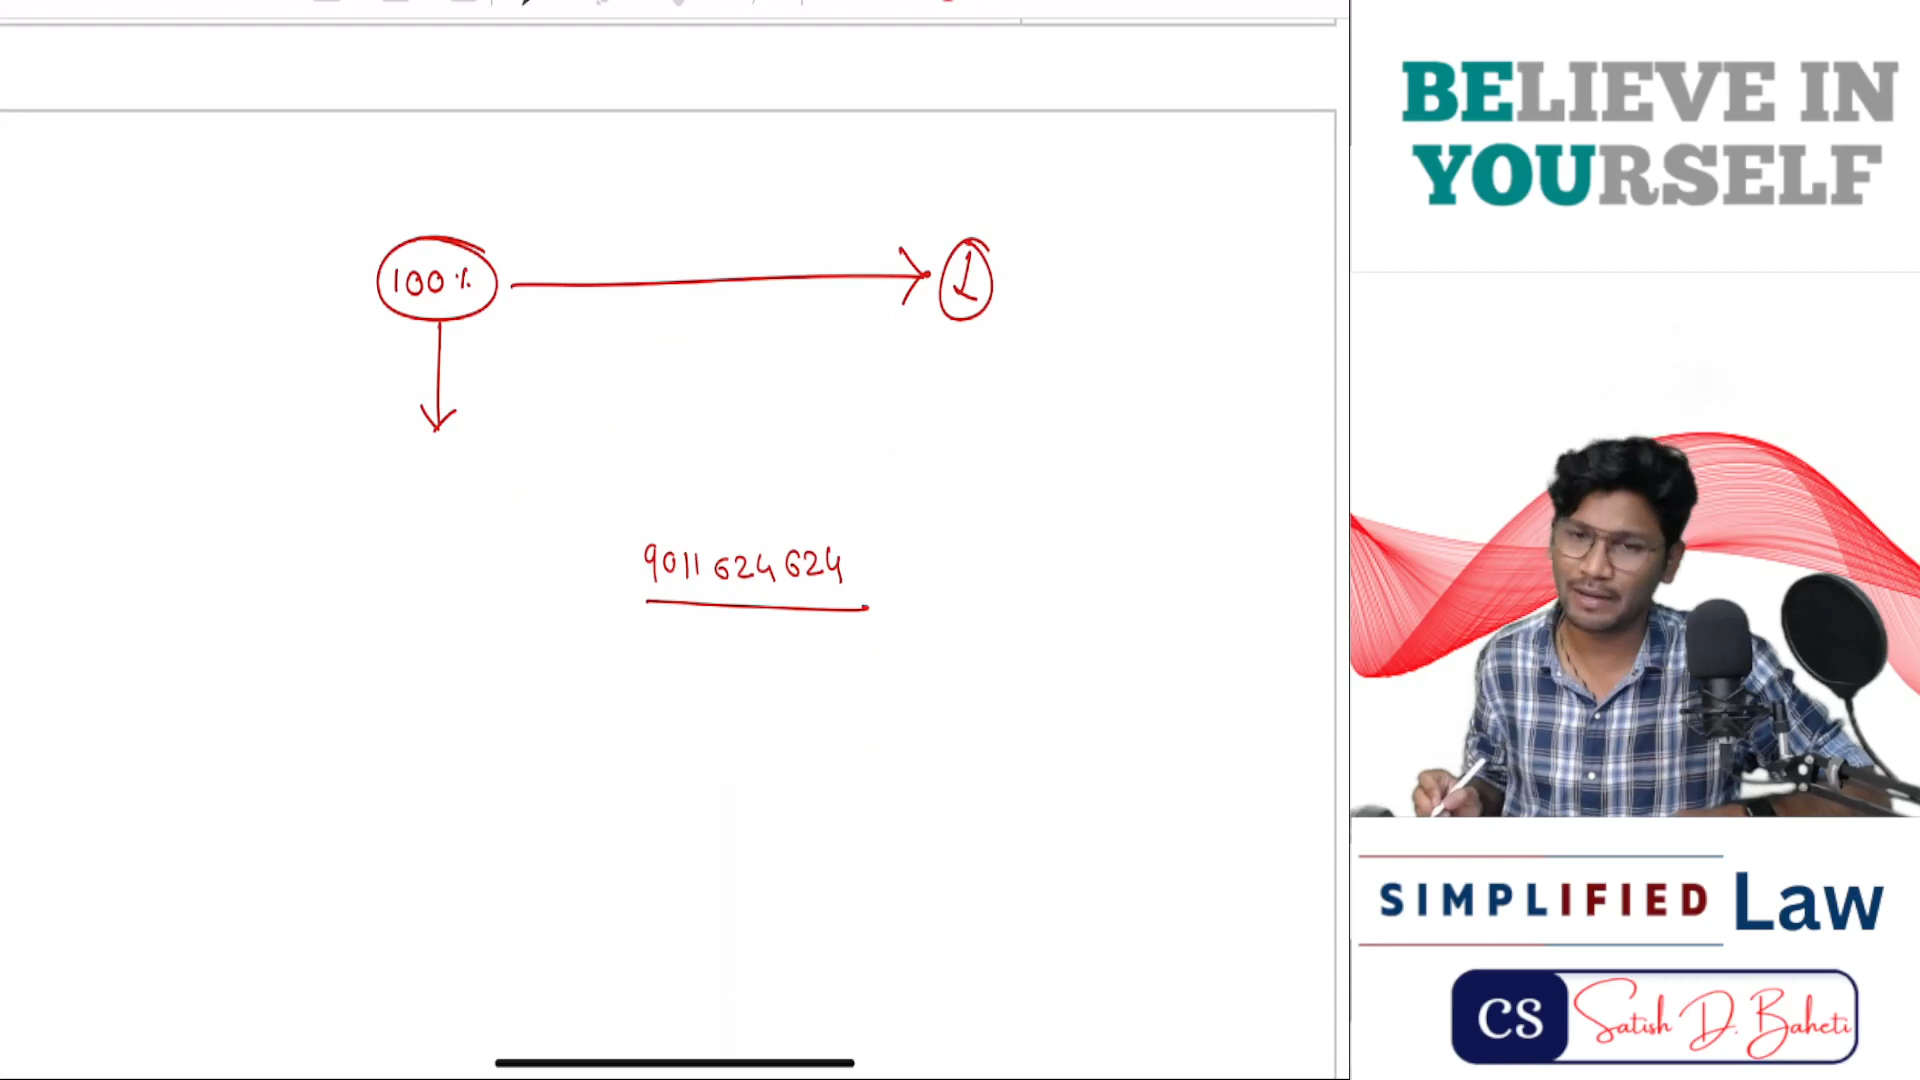 100%
1
9011 624 624
BELIEVE IN
YOURSELF
SIMPLIFIED Law
CS Satish D. Baheti